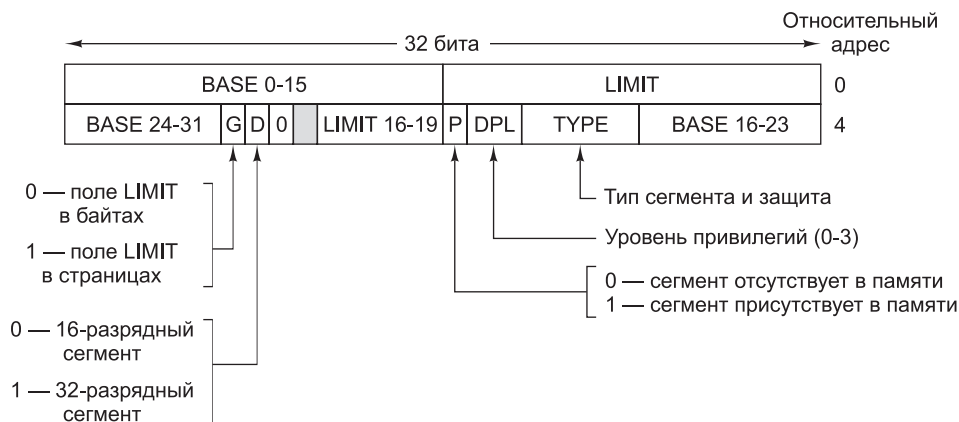 Относительный
адрес
32 бита
BASE 0-15 LIMIT 0
BASE 24-31 G D 0 LIMIT 16-19 P DPL TYPE BASE 16-23 4
0 — поле LIMIT
в байтах
1 — поле LIMIT
в страницах
0 — 16-разрядный
сегмент
1 — 32-разрядный
сегмент
Тип сегмента и защита
Уровень привилегий (0-3)
0 — сегмент отсутствует в памяти
1 — сегмент присутствует в памяти